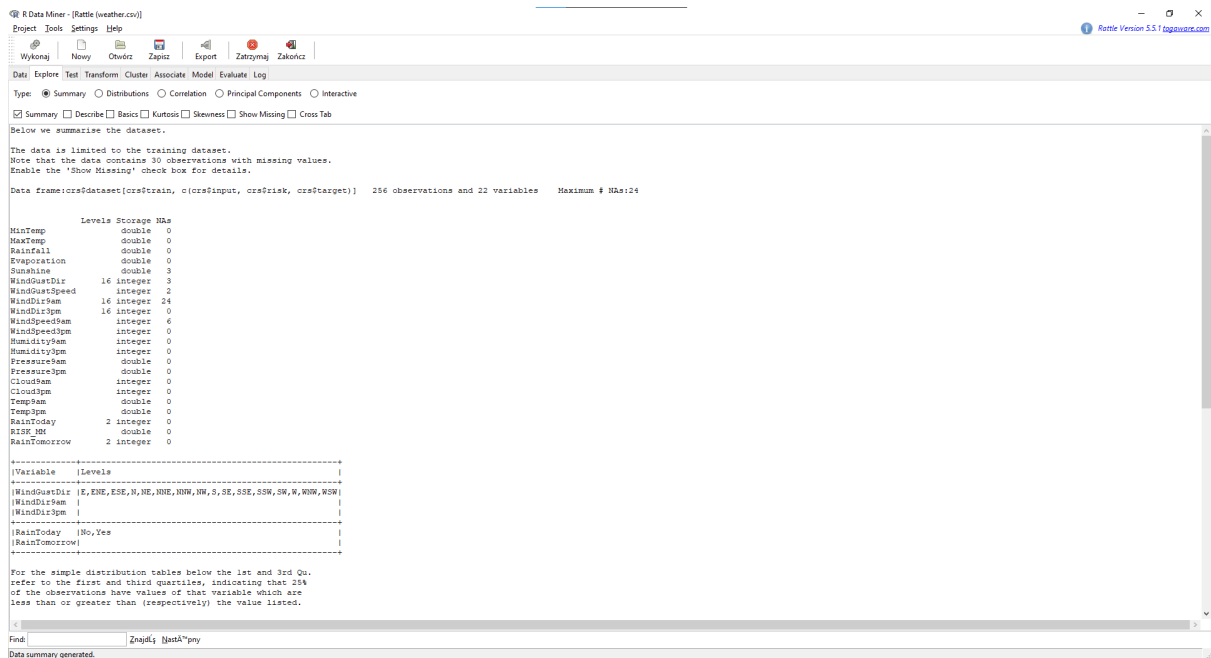 R Data Miner - [Rattle (weather.csv)]
Project Tools Settings Help
Rattle Version 5.5.1 togaware.com
Wykonaj Nowy Otwórz Zapisz Export Zatrzymaj Zakończ
Data Explore Test Transform Cluster Associate Model Evaluate Log
Type: Summary Distributions Correlation Principal Components Interactive
Summary Describe Basics Kurtosis Skewness Show Missing Cross Tab
Below we summarise the dataset.
The data is limited to the training dataset.
Note that the data contains 30 observations with missing values.
Enable the 'Show Missing' check box for details.
Data frame:crs$dataset[crs$train, c(crs$input, crs$risk, crs$target)]   256 observations and 22 variables    Maximum # NAs:24
Levels Storage NAs
MinTemp double 0
MaxTemp double 0
Rainfall double 0
Evaporation double 0
Sunshine double 3
WindGustDir 16 integer 3
WindGustSpeed integer 2
WindDir9am 16 integer 24
WindDir3pm 16 integer 0
WindSpeed9am integer 6
WindSpeed3pm integer 0
Humidity9am integer 0
Humidity3pm integer 0
Pressure9am double 0
Pressure3pm double 0
Cloud9am integer 0
Cloud3pm integer 0
Temp9am double 0
Temp3pm double 0
RainToday 2 integer 0
RISK_MM double 0
RainTomorrow 2 integer 0
+------------+--------------------------------------------------+
|Variable |Levels |
+------------+--------------------------------------------------+
|WindGustDir |E,ENE,ESE,N,NE,NNE,NNW,NW,S,SE,SSE,SSW,SW,W,WNW,WSW|
|WindDir9am | |
|WindDir3pm | |
+------------+--------------------------------------------------+
|RainToday |No,Yes |
|RainTomorrow| |
+------------+--------------------------------------------------+
For the simple distribution tables below the 1st and 3rd Qu.
refer to the first and third quartiles, indicating that 25%
of the observations have values of that variable which are
less than or greater than (respectively) the value listed.
Find: ZnajdĹş NastÄ™pny
Data summary generated.